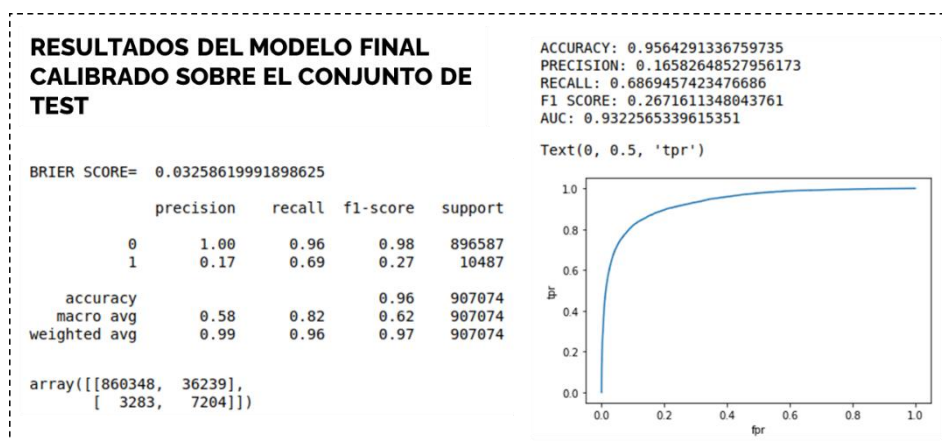 RESULTADOS DEL MODELO FINAL
CALIBRADO SOBRE EL CONJUNTO DE
TEST
BRIER SCORE= 0.03258619991898625
precision recall f1-score support
0 1.00 0.96 0.98 896587
1 0.17 0.69 0.27 10487
accuracy 0.96 907074
macro avg 0.58 0.82 0.62 907074
weighted avg 0.99 0.96 0.97 907074
array([[860348, 36239],
[ 3283, 7204]])
ACCURACY: 0.9564291336759735
PRECISION: 0.16582648527956173
RECALL: 0.6869457423476686
F1 SCORE: 0.2671611348043761
AUC: 0.9322565339615351
Text(0, 0.5, 'tpr')
1.0
0.8
0.6
0.4
0.2
0.0
tpr
0.0 0.2 0.4 0.6 0.8 1.0
fpr